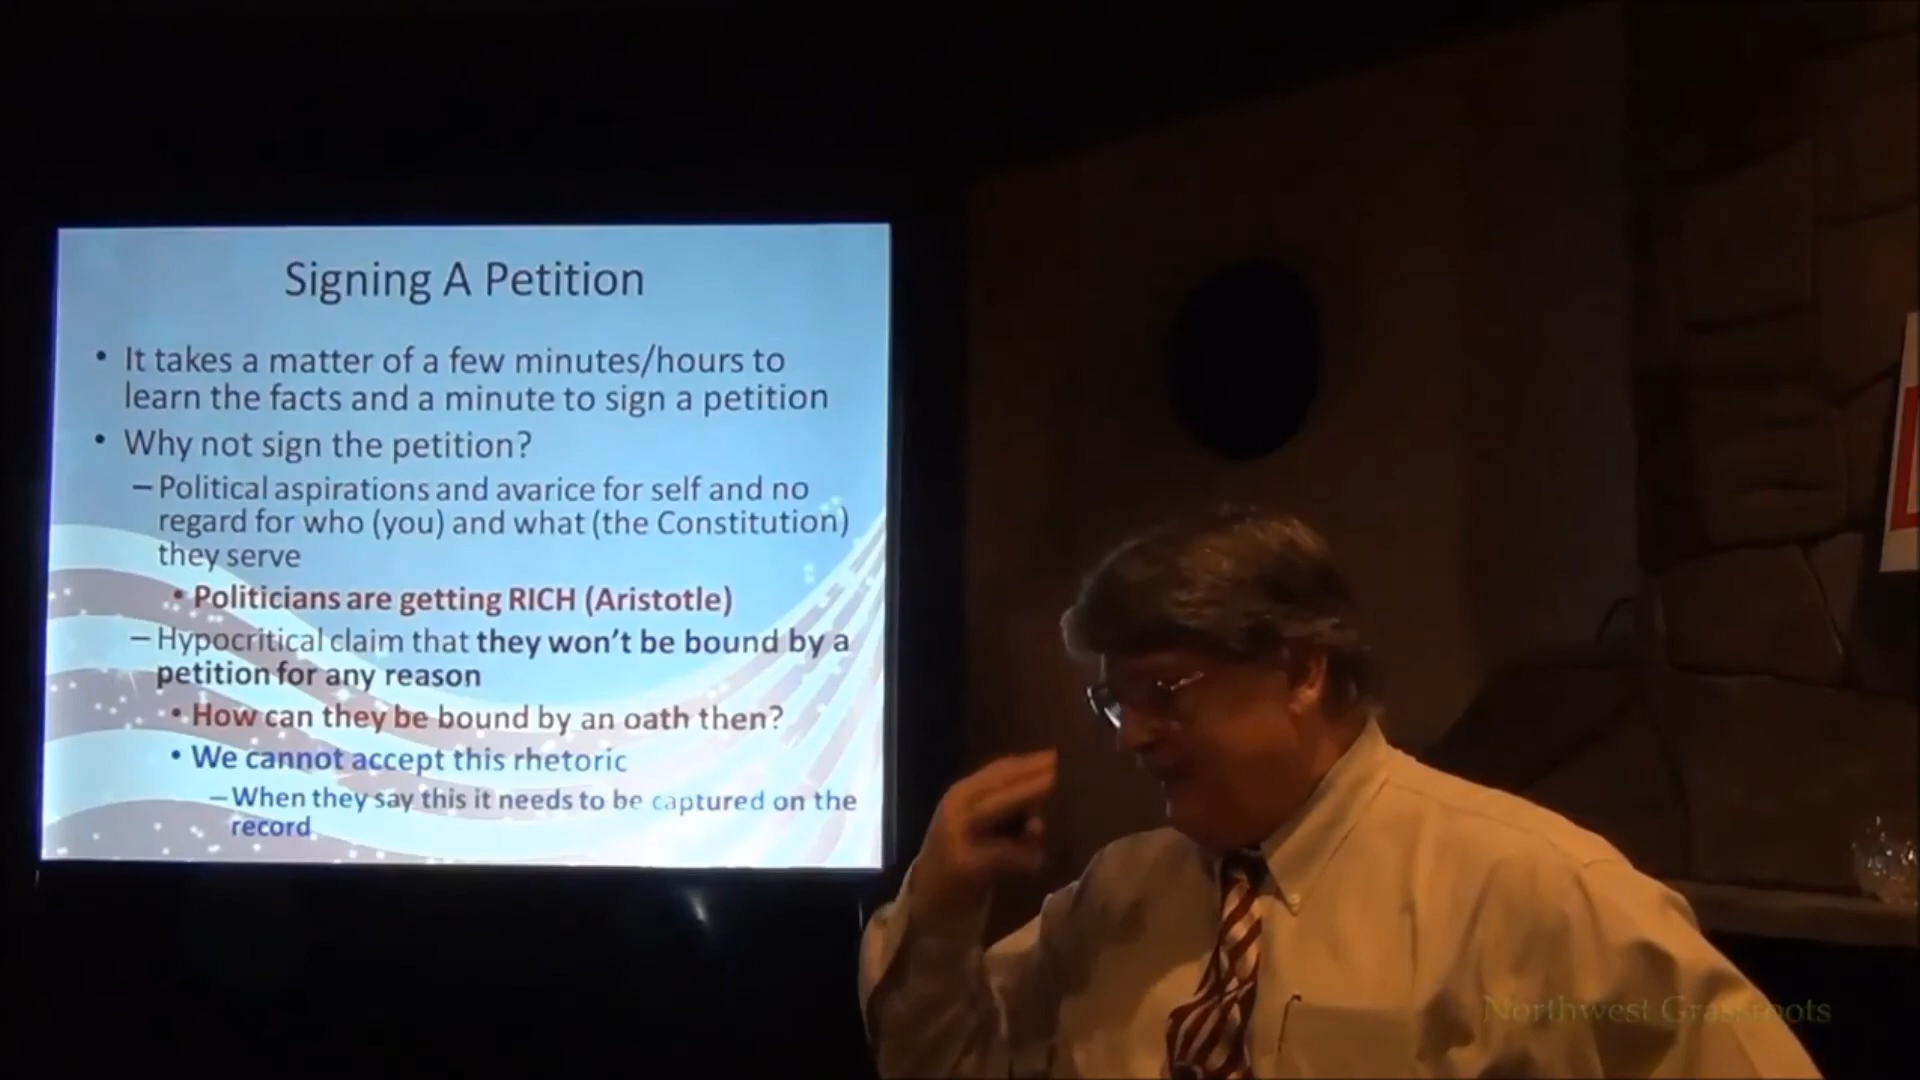 Signing A Petition
• It takes a matter of a few minutes/hours to
learn the facts and a minute to sign a petition
• Why not sign the petition?
– Political aspirations and avarice for self and no
regard for who (you) and what (the Constitution)
they serve
• Politicians are getting RICH (Aristotle)
– Hypocritical claim that they won't be bound by a
petition for any reason
• How can they be bound by an oath then?
• We cannot accept this rhetoric
– When they say this it needs to be captured on the
record
Northwest Grassroots